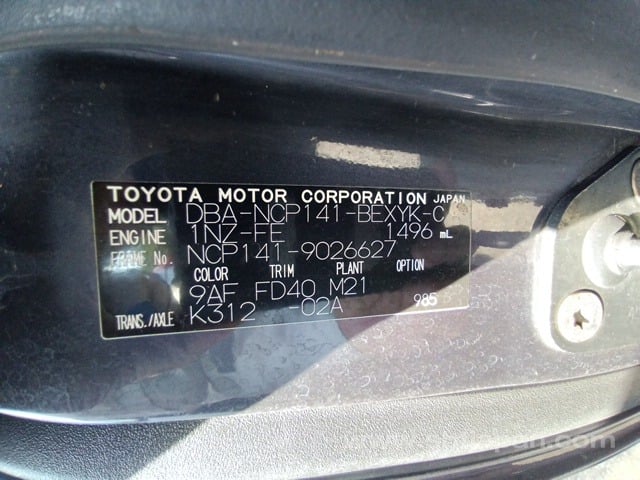 TOYOTA MOTOR CORPORATION JAPAN
MODEL DBA-NCP141-BEXYK-C
ENGINE 1NZ-FE 1496 mL
FRAME No. NCP141-9026627
COLOR TRIM PLANT OPTION
9AF FD40 M21
TRANS./AXLE K312 -02A 985